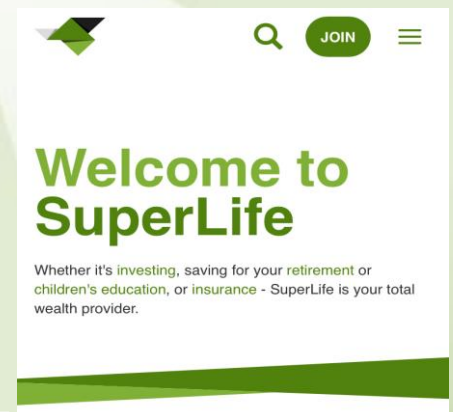 JOIN
Welcome to
SuperLife
Whether it's investing, saving for your retirement or
children's education, or insurance - SuperLife is your total
wealth provider.